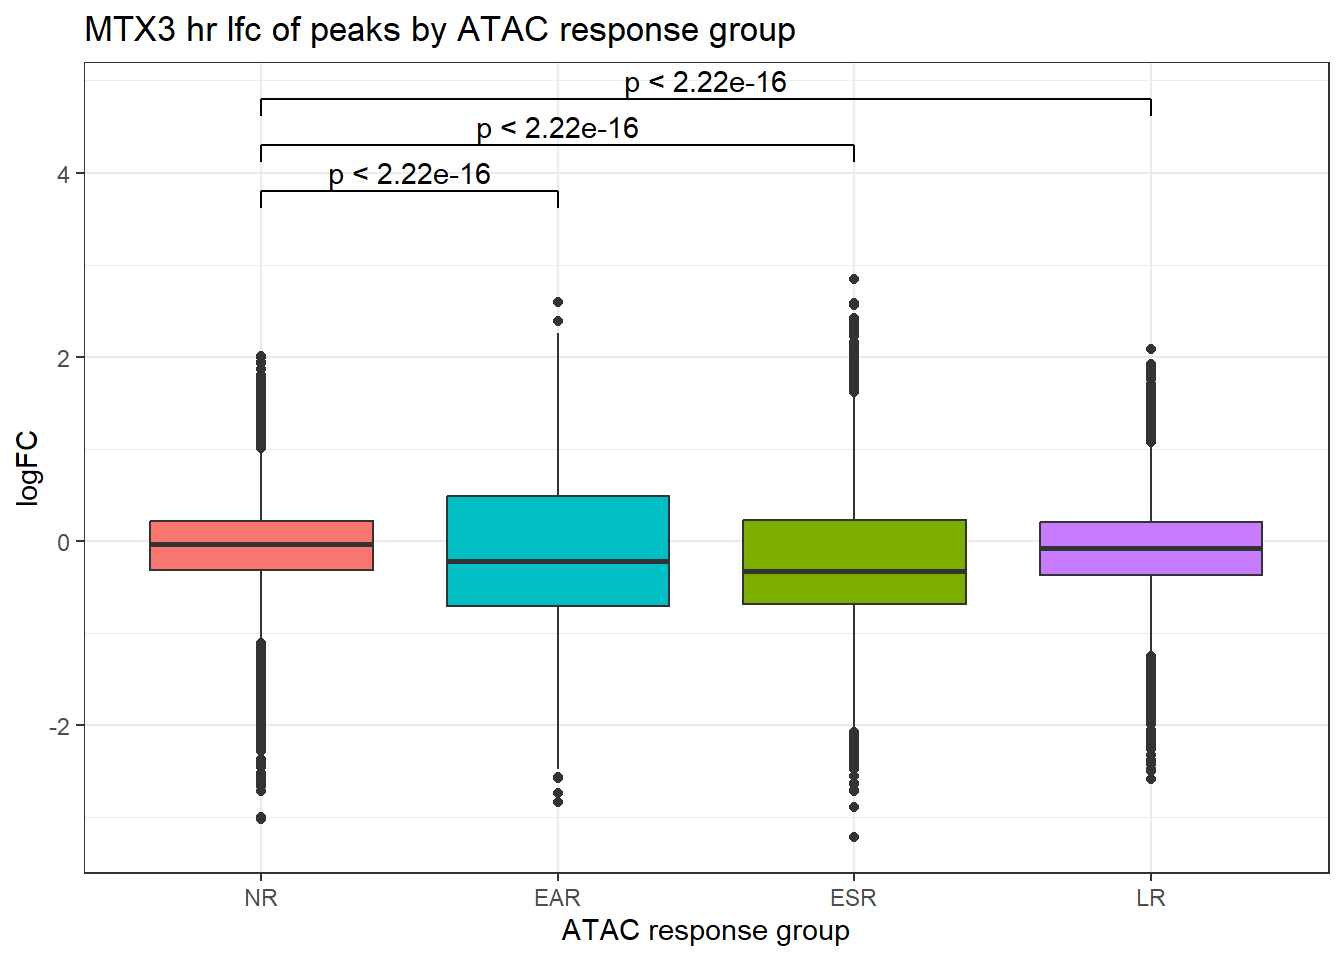 MTX3 hr lfc of peaks by ATAC response group
p < 2.22e-16
p < 2.22e-16
p < 2.22e-16
4
2
0
-2
logFC
NR EAR ESR LR
ATAC response group